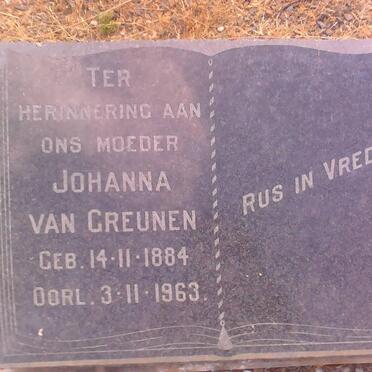 TER
HERINNERING AAN
ONS MOEDER
JOHANNA
VAN GREUNEN
GEB. 14·11·1884
OORL. 3·11·1963.
RUS IN VRED